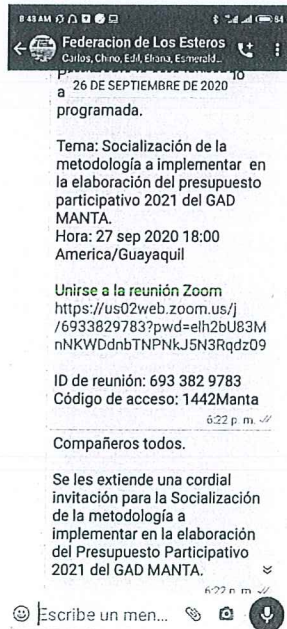 8:48 AM 64
Federacion de Los Esteros
Carlos, Chino, Edil, Eliana, Esmerald...
26 DE SEPTIEMBRE DE 2020
a
programada.
Tema: Socialización de la
metodología a implementar en
la elaboración del presupuesto
participativo 2021 del GAD
MANTA.
Hora: 27 sep 2020 18:00
America/Guayaquil
Unirse a la reunión Zoom
https://us02web.zoom.us/j
/6933829783?pwd=elh2bU83M
nNKWDdnbTNPNkJ5N3Rqdz09
ID de reunión: 693 382 9783
Código de acceso: 1442Manta
6:22 p. m.
Compañeros todos.
Se les extiende una cordial
invitación para la Socialización
de la metodología a
implementar en la elaboración
del Presupuesto Participativo
2021 del GAD MANTA.
6:22 p. m.
Escribe un men...